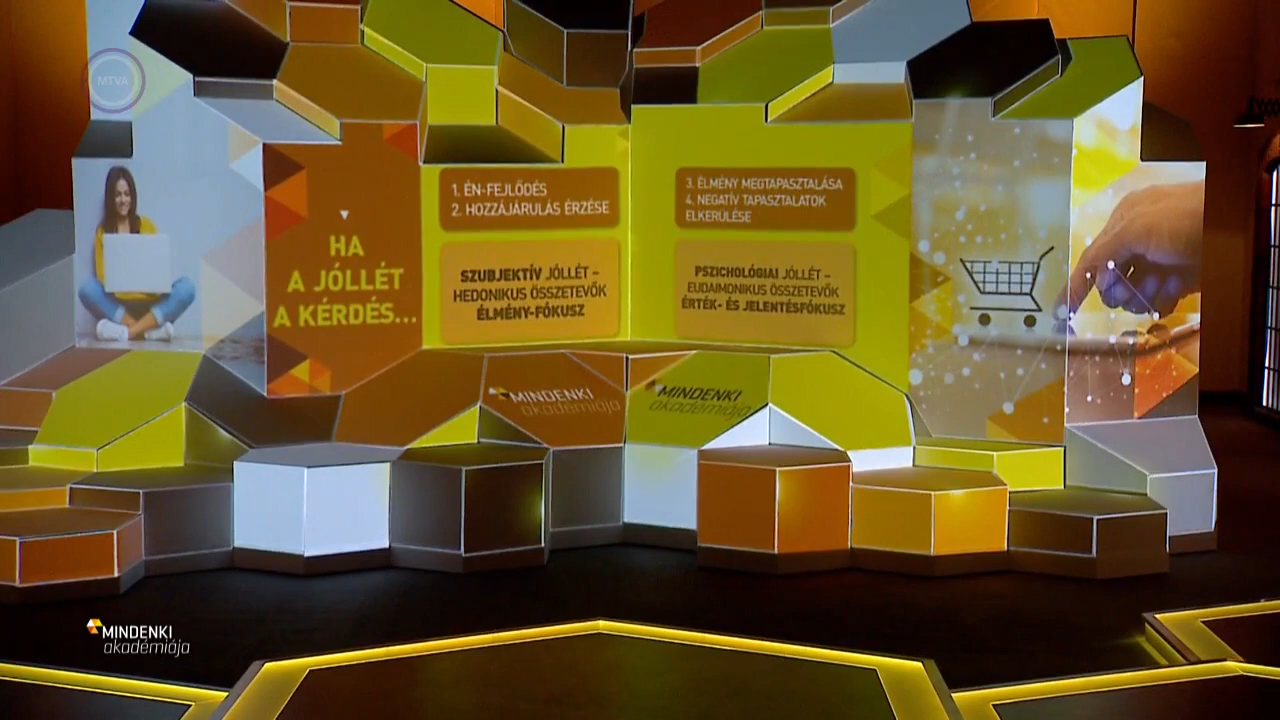 MTVA
HA
A JÓLLÉT
A KÉRDÉS...
1. ÉN-FEJLŐDÉS
2. HOZZÁJÁRULÁS ÉRZÉSE
SZUBJEKTÍV JÓLLÉT –
HEDONIKUS ÖSSZETEVŐK
ÉLMÉNY-FÓKUSZ
3. ÉLMÉNY MEGTAPASZTALÁSA
4. NEGATÍV TAPASZTALATOK
ELKERÜLÉSE
PSZICHOLÓGIAI JÓLLÉT –
EUDAIMONIKUS ÖSSZETEVŐK
ÉRTÉK- ÉS JELENTÉSFÓKUSZ
MINDENKI
akadémiája
MINDENKI
akadémiája
MINDENKI
akadémiája